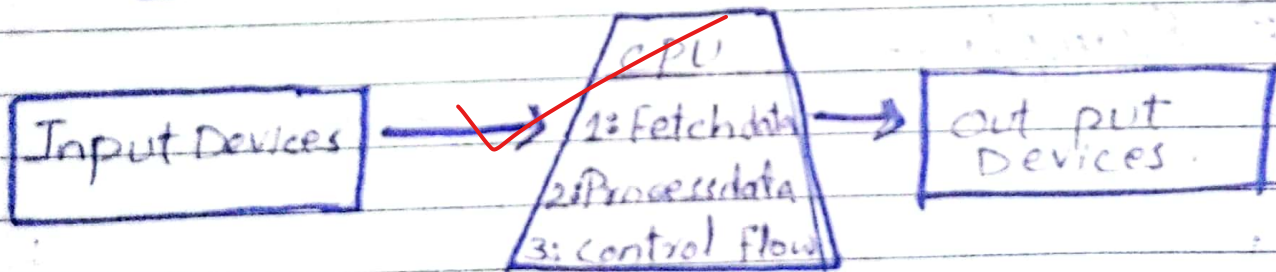 Input Devices
CPU
1: Fetch data
2: Process data
3: Control flow
Out put
Devices.